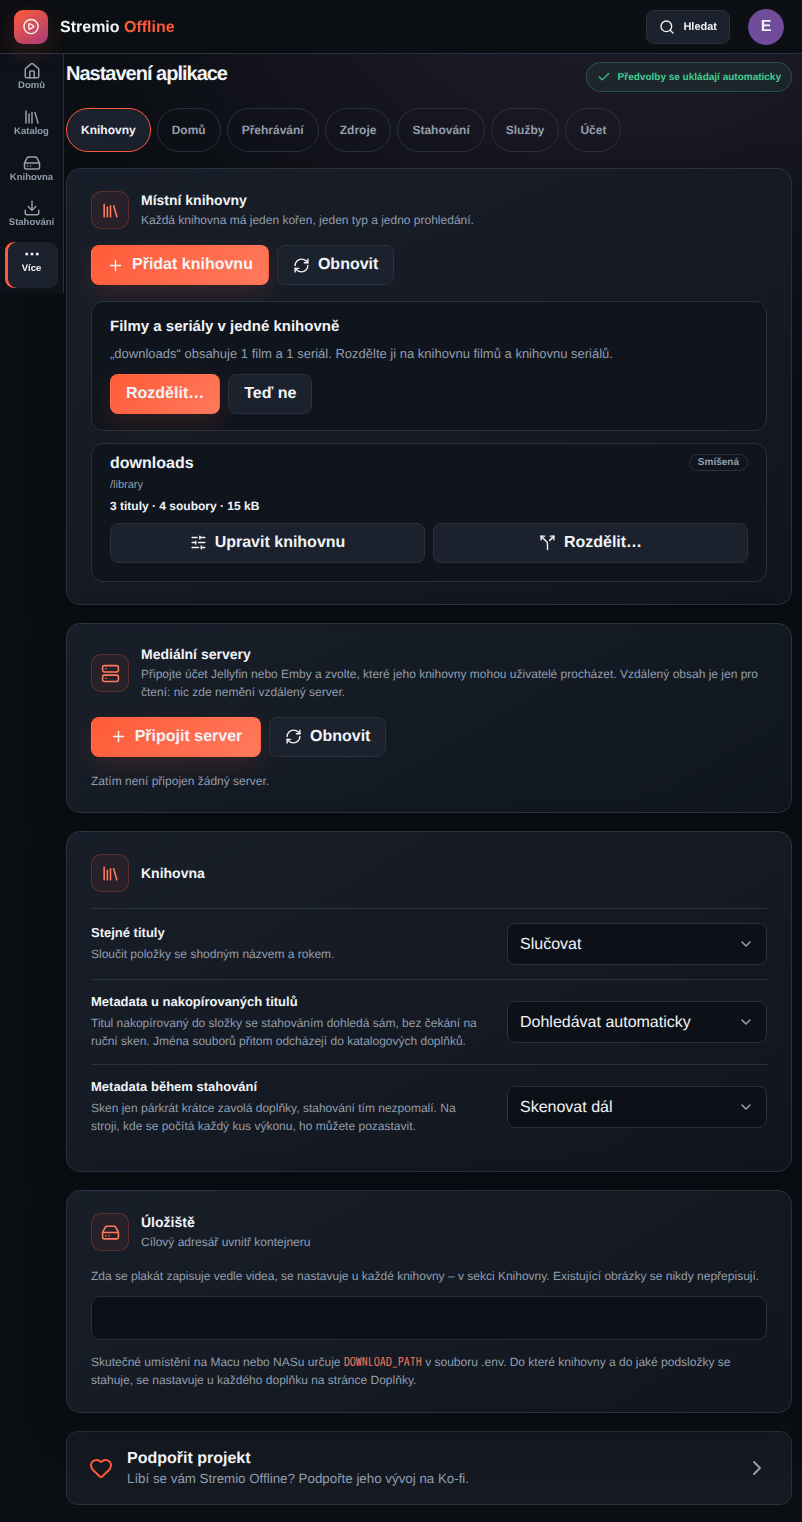 Stremio Offline
Hledat
E
Domů
Katalog
Knihovna
Stahování
Více
Nastavení aplikace
Předvolby se ukládají automaticky
Knihovny
Domů
Přehrávání
Zdroje
Stahování
Služby
Účet
Místní knihovny
Každá knihovna má jeden kořen, jeden typ a jedno prohledání.
Přidat knihovnu
Obnovit
Filmy a seriály v jedné knihovně
„downloads“ obsahuje 1 film a 1 seriál. Rozdělte ji na knihovnu filmů a knihovnu seriálů.
Rozdělit…
Teď ne
downloads
Smíšená
/library
3 tituly · 4 soubory · 15 kB
Upravit knihovnu
Rozdělit…
Mediální servery
Připojte účet Jellyfin nebo Emby a zvolte, které jeho knihovny mohou uživatelé procházet. Vzdálený obsah je jen pro
čtení: nic zde nemění vzdálený server.
Připojit server
Obnovit
Zatím není připojen žádný server.
Knihovna
Stejné tituly
Sloučit položky se shodným názvem a rokem.
Slučovat
Metadata u nakopírovaných titulů
Titul nakopírovaný do složky se stahováním dohledá sám, bez čekání na
ruční sken. Jména souborů přitom odcházejí do katalogových doplňků.
Dohledávat automaticky
Metadata během stahování
Sken jen párkrát krátce zavolá doplňky, stahování tím nezpomalí. Na
stroji, kde se počítá každý kus výkonu, ho můžete pozastavit.
Skenovat dál
Úložiště
Cílový adresář uvnitř kontejneru
Zda se plakát zapisuje vedle videa, se nastavuje u každé knihovny – v sekci Knihovny. Existující obrázky se nikdy nepřepisují.
Skutečné umístění na Macu nebo NASu určuje DOWNLOAD_PATH v souboru .env. Do které knihovny a do jaké podsložky se
stahuje, se nastavuje u každého doplňku na stránce Doplňky.
Podpořit projekt
Líbí se vám Stremio Offline? Podpořte jeho vývoj na Ko-fi.